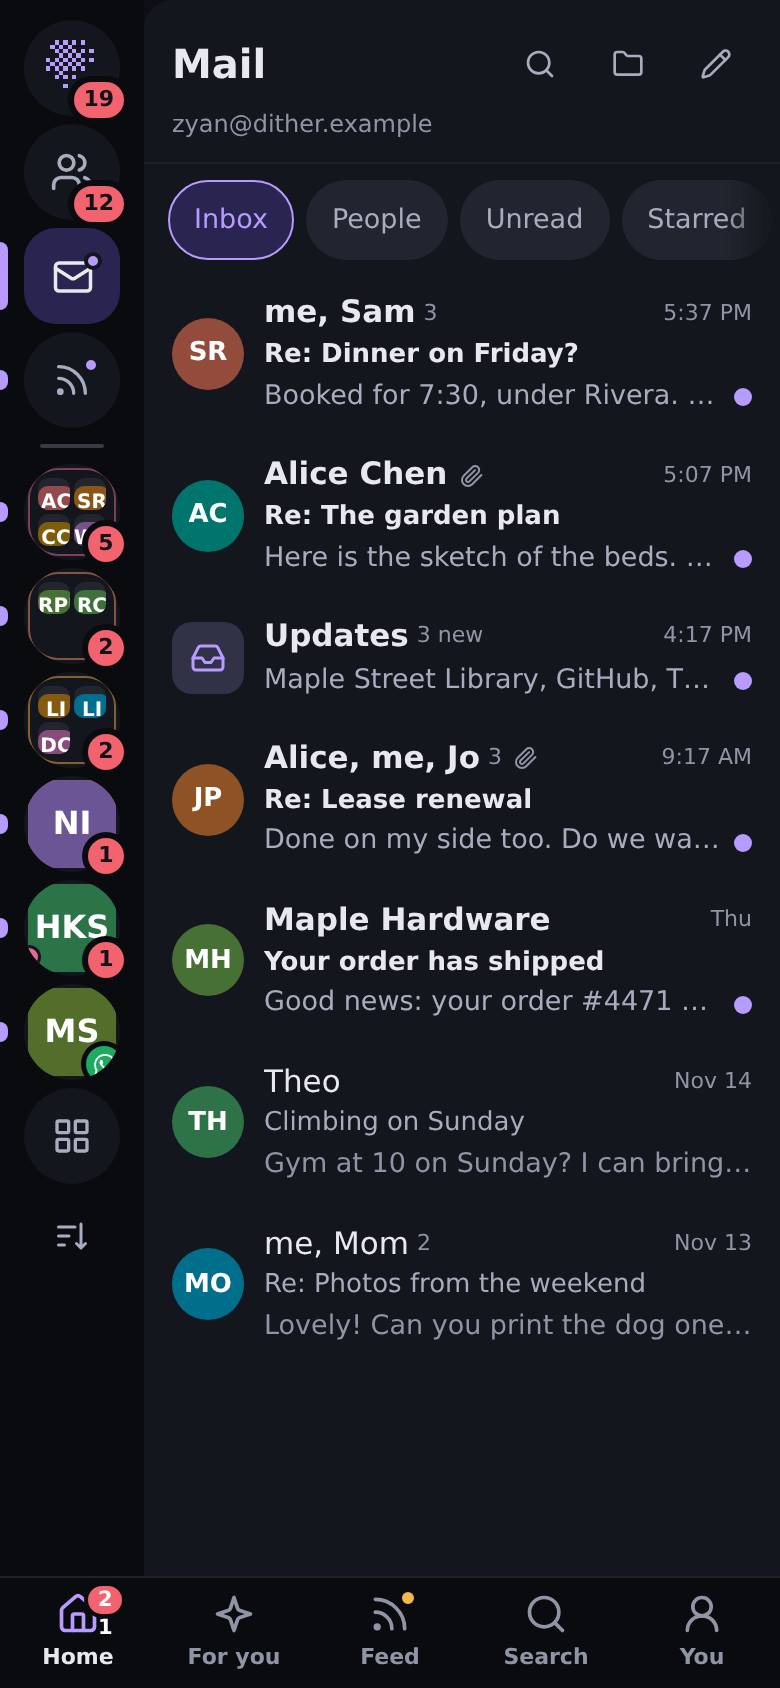 19
Mail
zyan@dither.example
12
Inbox People Unread Starred
me, Sam 3 5:37 PM
SR
Re: Dinner on Friday?
Booked for 7:30, under Rivera. …
Alice Chen 5:07 PM
AC
Re: The garden plan
Here is the sketch of the beds. …
AC SR
CC
5
Updates 3 new 4:17 PM
Maple Street Library, GitHub, T…
RP RC
2
Alice, me, Jo 3 9:17 AM
JP
Re: Lease renewal
Done on my side too. Do we wa…
LI LI
DC
2
NI
1
Maple Hardware Thu
MH
Your order has shipped
Good news: your order #4471 …
HKS
1
Theo Nov 14
TH
Climbing on Sunday
Gym at 10 on Sunday? I can bring…
MS
me, Mom 2 Nov 13
MO
Re: Photos from the weekend
Lovely! Can you print the dog one…
21
Home For you Feed Search You